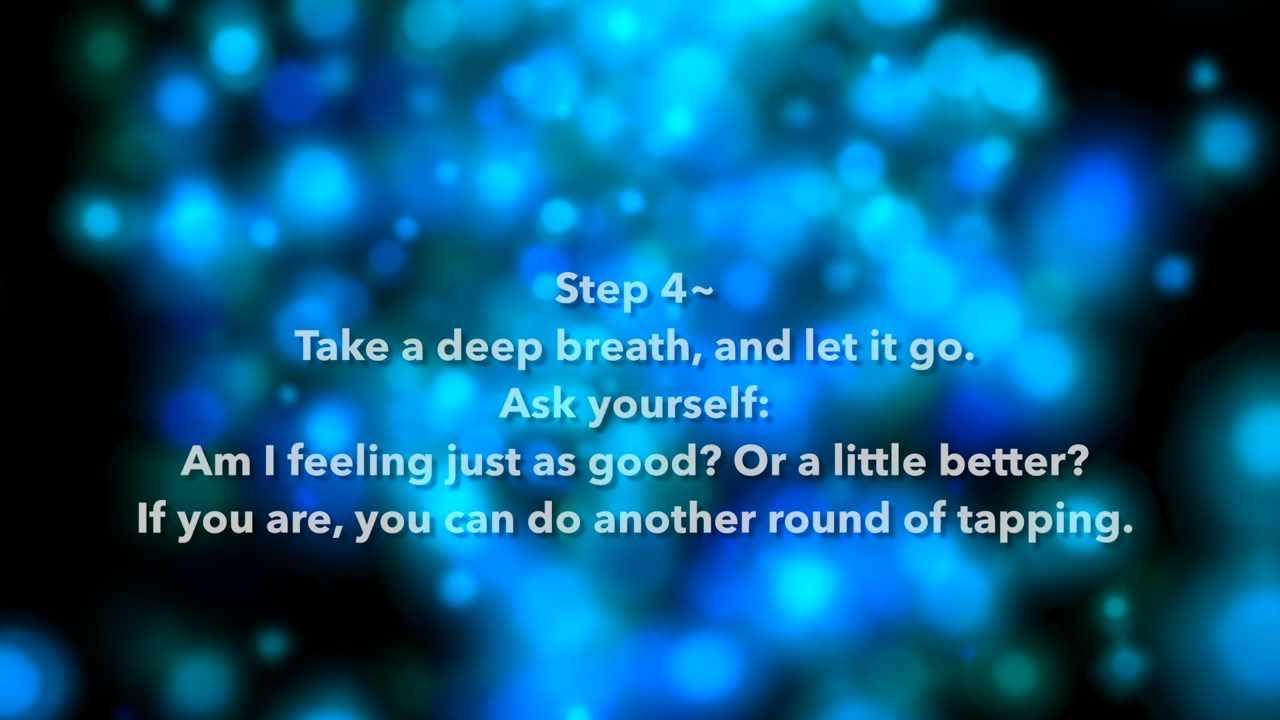 Step 4~
Take a deep breath, and let it go.
Ask yourself:
Am I feeling just as good? Or a little better?
If you are, you can do another round of tapping.